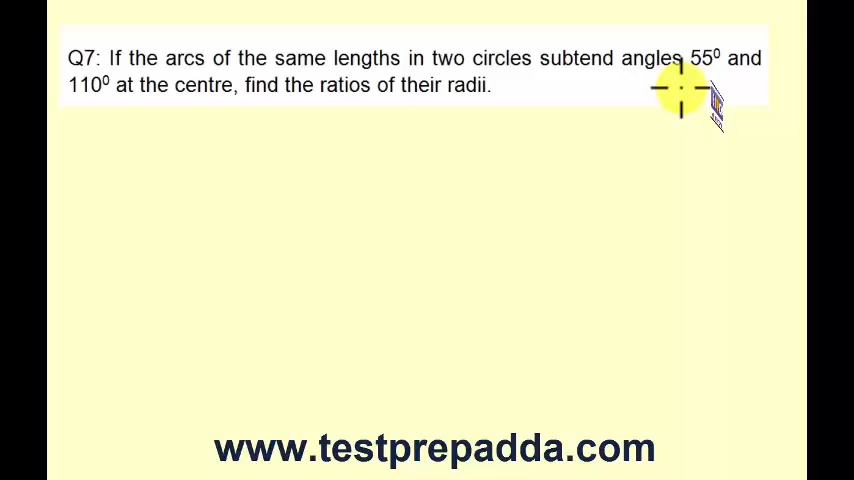 Q7: If the arcs of the same lengths in two circles subtend angles 55⁰ and
110⁰ at the centre, find the ratios of their radii.
www.testprepadda.com